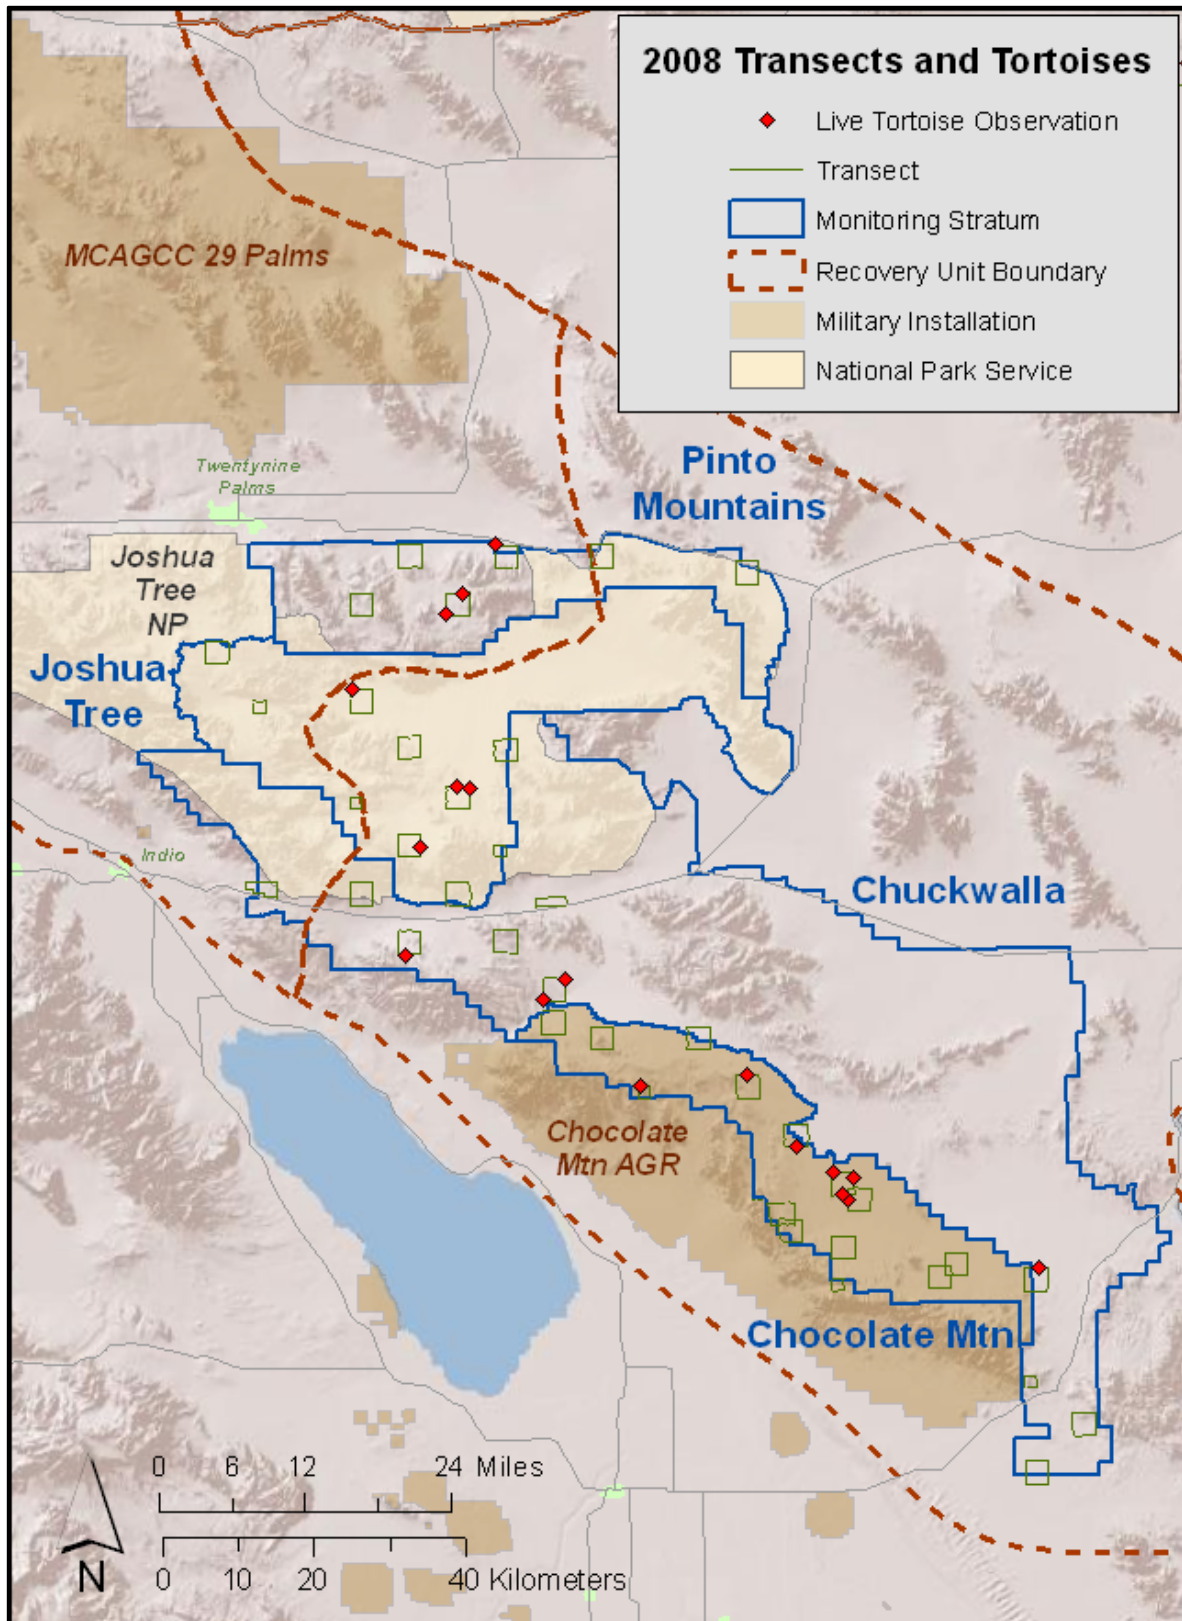 2008 Transects and Tortoises
Live Tortoise Observation
Transect
Monitoring Stratum
Recovery Unit Boundary
Military Installation
National Park Service
MCAGCC 29 Palms
Twentynine
Palms
Pinto
Mountains
Joshua
Tree
NP
Joshua
Tree
Indio
Chuckwalla
Chocolate
Mtn AGR
Chocolate Mtn
0 6 12 24 Miles
0 10 20 40 Kilometers
N